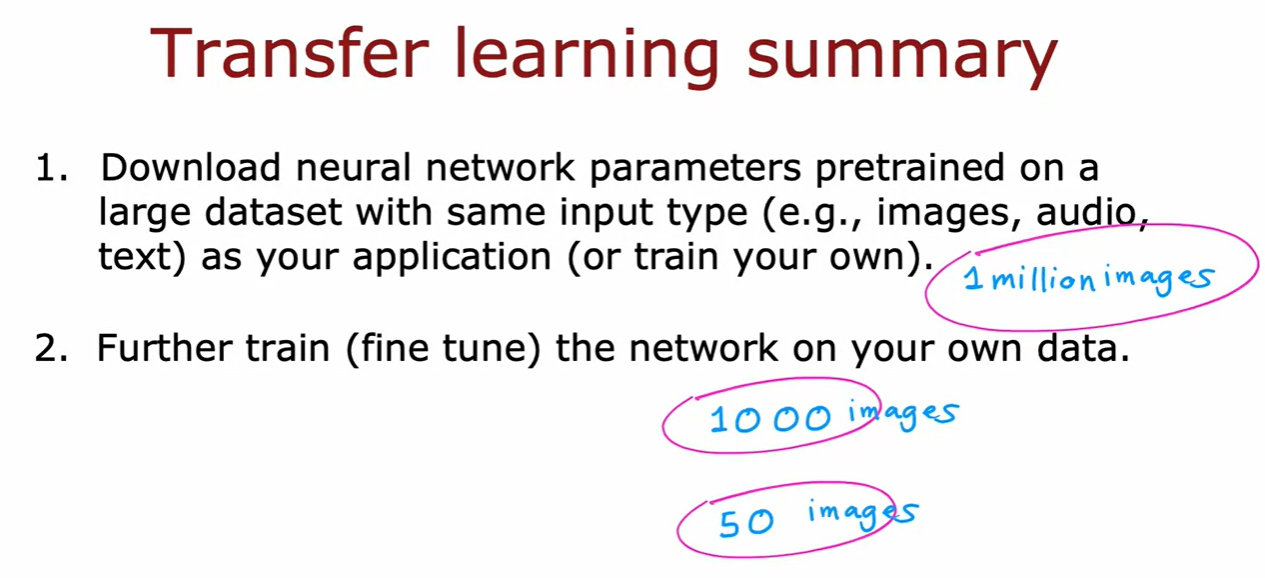 Transfer learning summary
1. Download neural network parameters pretrained on a
large dataset with same input type (e.g., images, audio,
text) as your application (or train your own).
1 million images
2. Further train (fine tune) the network on your own data.
1000 images
50 images